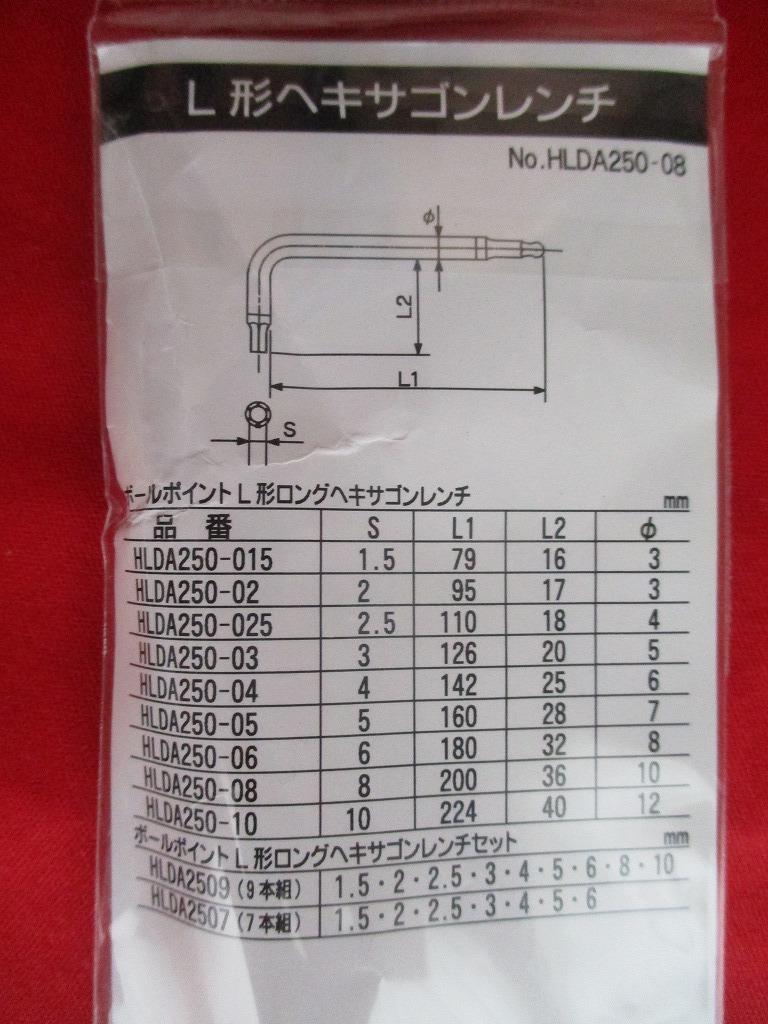 L形ヘキサゴンレンチ
No.HLDA250-08
φ
L2
L1
S
ボールポイントL形ロングヘキサゴンレンチ mm
品番 S L1 L2 φ
HLDA250-015 1.5 79 16 3
HLDA250-02 2 95 17 3
HLDA250-025 2.5 110 18 4
HLDA250-03 3 126 20 5
HLDA250-04 4 142 25 6
HLDA250-05 5 160 28 7
HLDA250-06 6 180 32 8
HLDA250-08 8 200 36 10
HLDA250-10 10 224 40 12
ボールポイントL形ロングヘキサゴンレンチセット mm
HLDA2509(9本組) 1.5・2・2.5・3・4・5・6・8・10
HLDA2507(7本組) 1.5・2・2.5・3・4・5・6